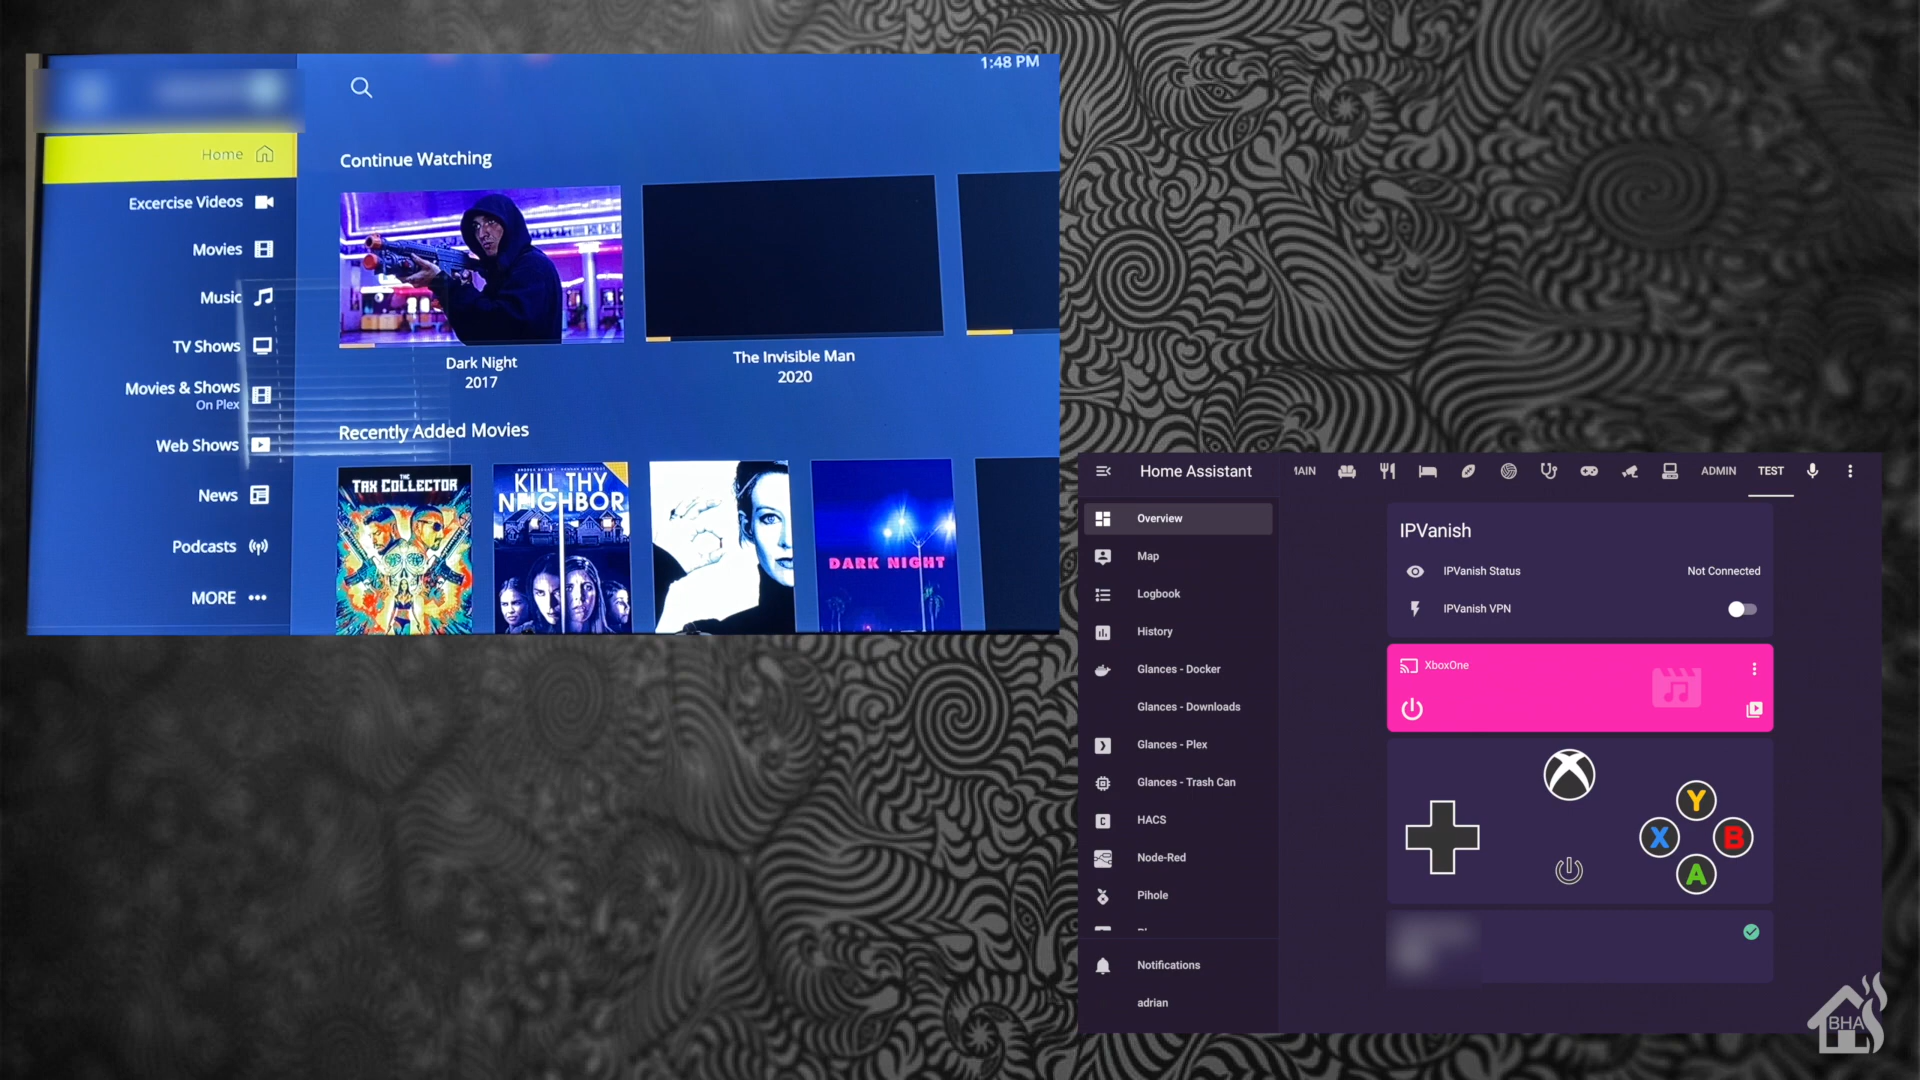 1:48 PM
Home
Excercise Videos
Movies
Music
TV Shows
Movies & Shows
On Plex
Web Shows
News
Podcasts
MORE
Continue Watching
Dark Night
2017
The Invisible Man
2020
Recently Added Movies
THE
TAX COLLECTOR
KILL THY
NEIGHBOR
DARK NIGHT
Home Assistant
ADMIN
TEST
Overview
Map
Logbook
History
Glances - Docker
Glances - Downloads
Glances - Plex
Glances - Trash Can
HACS
Node-Red
Pihole
Notifications
adrian
IPVanish
IPVanish Status
Not Connected
IPVanish VPN
XboxOne
Y
X
B
A
BHA